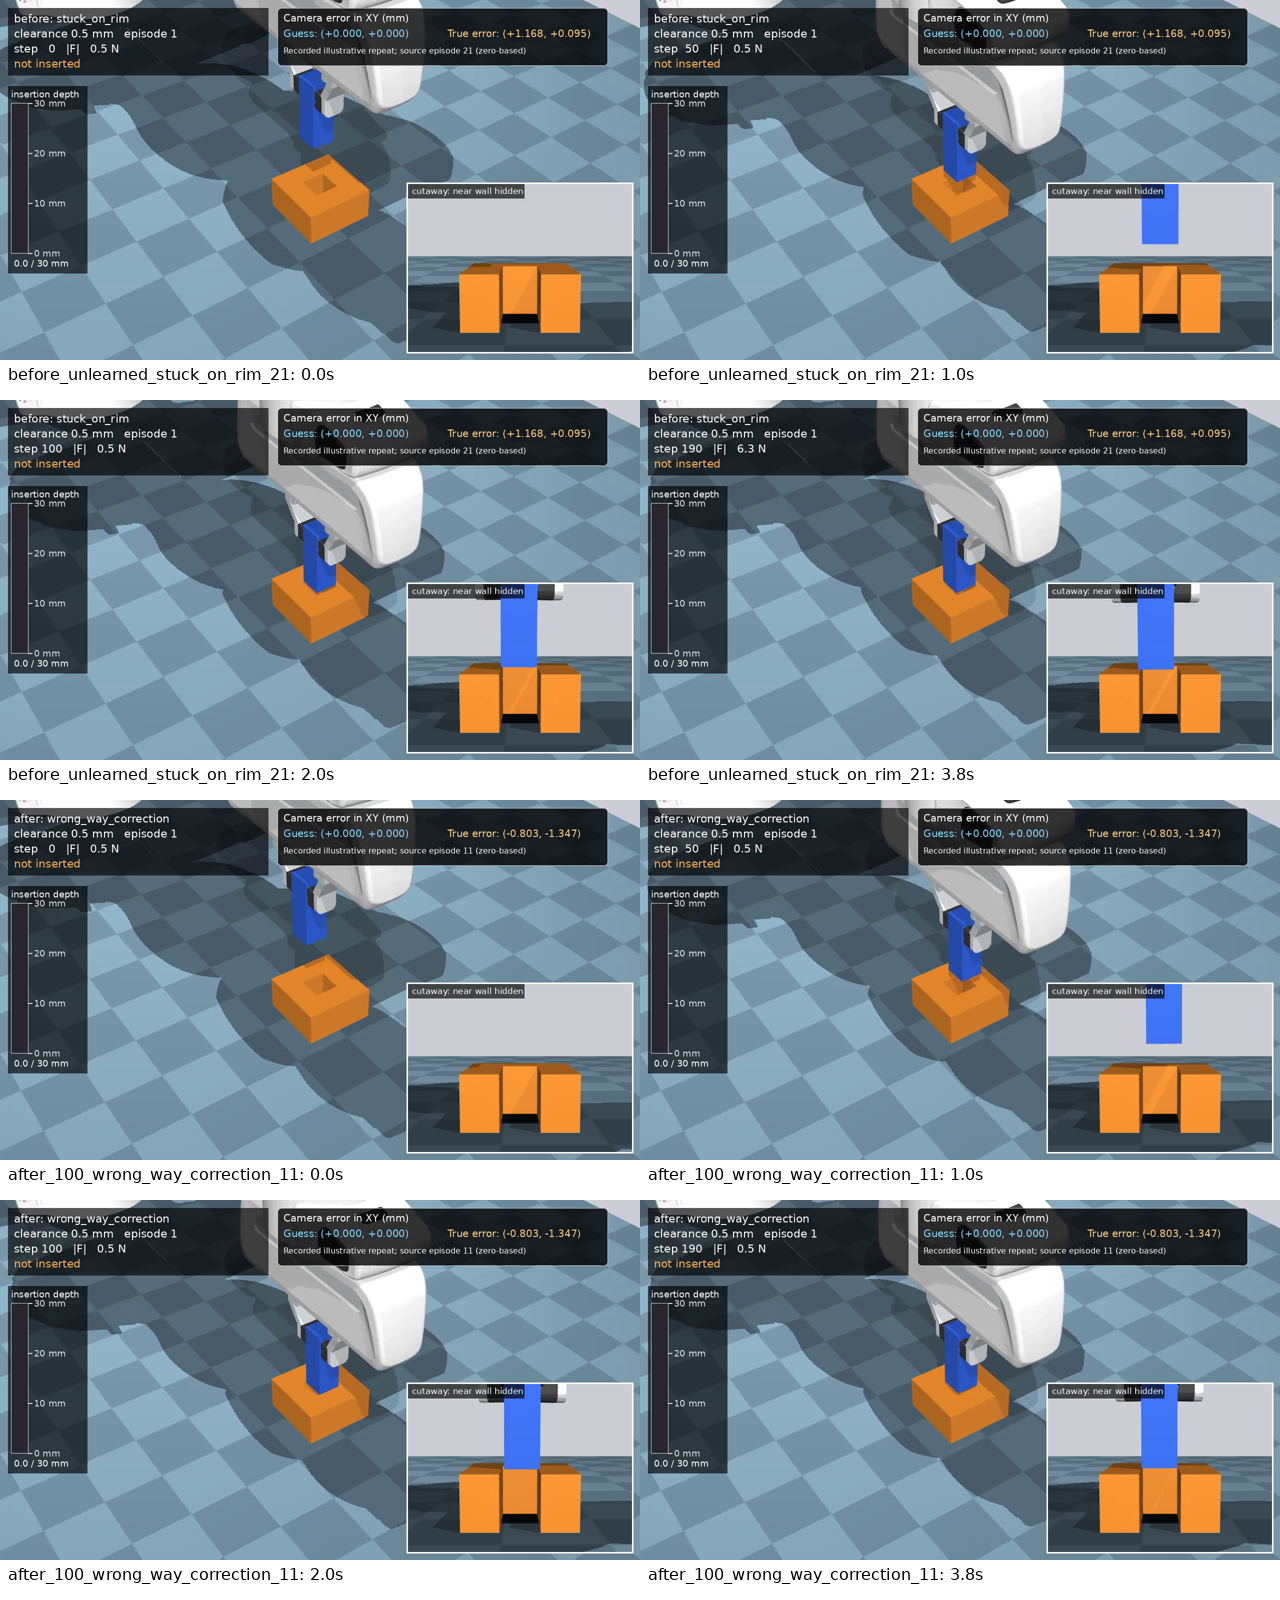 before: stuck_on_rim
clearance 0.5 mm   episode 1
step   0   |F|   0.5 N
not inserted
Camera error in XY (mm)
Guess: (+0.000, +0.000)
True error: (+1.168, +0.095)
Recorded illustrative repeat; source episode 21 (zero-based)
insertion depth
30 mm
20 mm
10 mm
0 mm
0.0 / 30 mm
cutaway: near wall hidden
before_unlearned_stuck_on_rim_21: 0.0s
before: stuck_on_rim
clearance 0.5 mm   episode 1
step  50   |F|   0.5 N
not inserted
Camera error in XY (mm)
Guess: (+0.000, +0.000)
True error: (+1.168, +0.095)
Recorded illustrative repeat; source episode 21 (zero-based)
insertion depth
30 mm
20 mm
10 mm
0 mm
0.0 / 30 mm
cutaway: near wall hidden
before_unlearned_stuck_on_rim_21: 1.0s
before: stuck_on_rim
clearance 0.5 mm   episode 1
step 100   |F|   0.5 N
not inserted
Camera error in XY (mm)
Guess: (+0.000, +0.000)
True error: (+1.168, +0.095)
Recorded illustrative repeat; source episode 21 (zero-based)
insertion depth
30 mm
20 mm
10 mm
0 mm
0.0 / 30 mm
cutaway: near wall hidden
before_unlearned_stuck_on_rim_21: 2.0s
before: stuck_on_rim
clearance 0.5 mm   episode 1
step 190   |F|   6.3 N
not inserted
Camera error in XY (mm)
Guess: (+0.000, +0.000)
True error: (+1.168, +0.095)
Recorded illustrative repeat; source episode 21 (zero-based)
insertion depth
30 mm
20 mm
10 mm
0 mm
0.0 / 30 mm
cutaway: near wall hidden
before_unlearned_stuck_on_rim_21: 3.8s
after: wrong_way_correction
clearance 0.5 mm   episode 1
step   0   |F|   0.5 N
not inserted
Camera error in XY (mm)
Guess: (+0.000, +0.000)
True error: (-0.803, -1.347)
Recorded illustrative repeat; source episode 11 (zero-based)
insertion depth
30 mm
20 mm
10 mm
0 mm
0.0 / 30 mm
cutaway: near wall hidden
after_100_wrong_way_correction_11: 0.0s
after: wrong_way_correction
clearance 0.5 mm   episode 1
step  50   |F|   0.5 N
not inserted
Camera error in XY (mm)
Guess: (+0.000, +0.000)
True error: (-0.803, -1.347)
Recorded illustrative repeat; source episode 11 (zero-based)
insertion depth
30 mm
20 mm
10 mm
0 mm
0.0 / 30 mm
cutaway: near wall hidden
after_100_wrong_way_correction_11: 1.0s
after: wrong_way_correction
clearance 0.5 mm   episode 1
step 100   |F|   0.5 N
not inserted
Camera error in XY (mm)
Guess: (+0.000, +0.000)
True error: (-0.803, -1.347)
Recorded illustrative repeat; source episode 11 (zero-based)
insertion depth
30 mm
20 mm
10 mm
0 mm
0.0 / 30 mm
cutaway: near wall hidden
after_100_wrong_way_correction_11: 2.0s
after: wrong_way_correction
clearance 0.5 mm   episode 1
step 190   |F|   0.5 N
not inserted
Camera error in XY (mm)
Guess: (+0.000, +0.000)
True error: (-0.803, -1.347)
Recorded illustrative repeat; source episode 11 (zero-based)
insertion depth
30 mm
20 mm
10 mm
0 mm
0.0 / 30 mm
cutaway: near wall hidden
after_100_wrong_way_correction_11: 3.8s